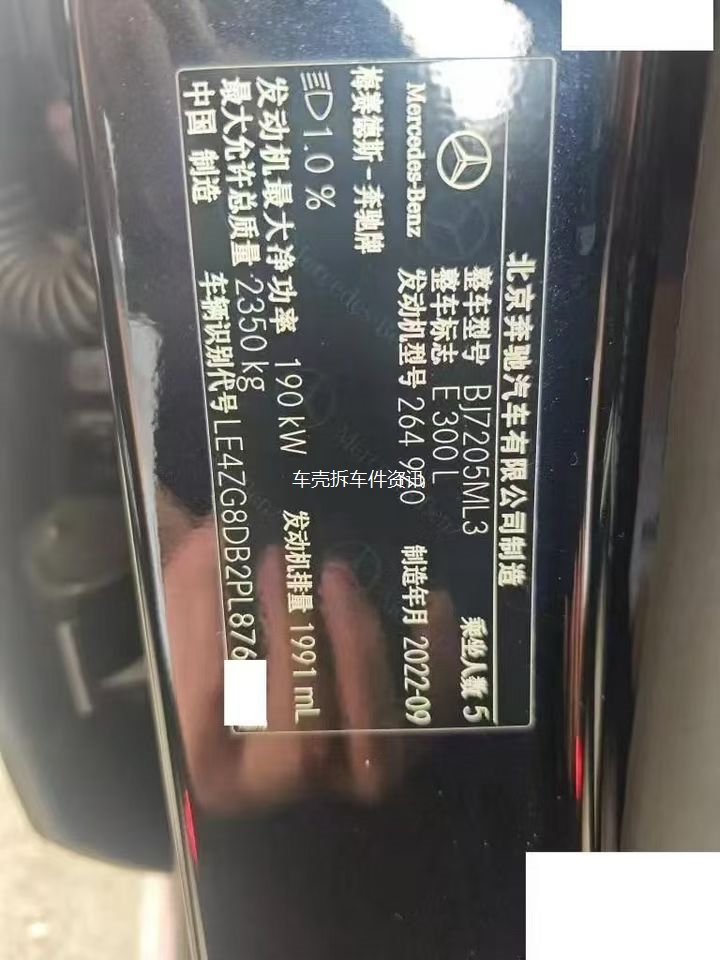 北京奔驰汽车有限公司制造
Mercedes-Benz
梅赛德斯-奔驰牌
整车型号 BJ7205ML3 乘坐人数 5
整车标志 E 300 L
发动机型号 264 920 制造年月 2022-09
1.0 %
发动机最大净功率 190 kW 发动机排量 1991 mL
最大允许总质量 2350 kg
中国 制造 车辆识别代号 LE4ZG8DB2PL876
车壳拆车件资讯